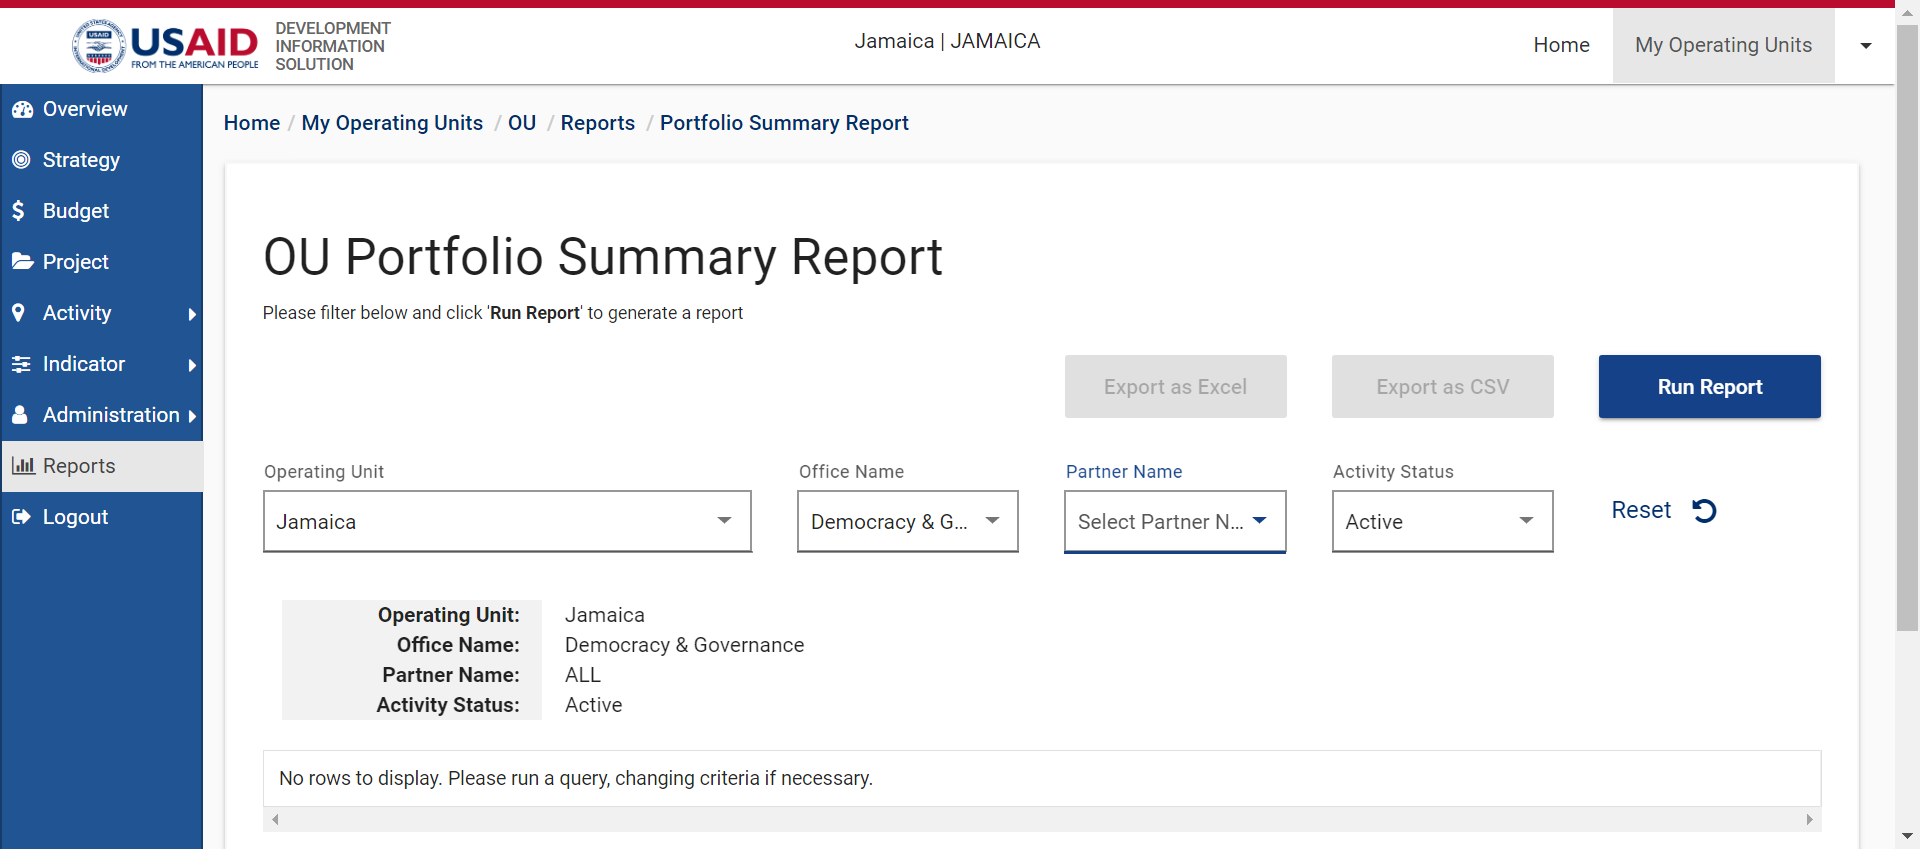 USAID
FROM THE AMERICAN PEOPLE
DEVELOPMENT
INFORMATION
SOLUTION
Jamaica | JAMAICA
Home
My Operating Units
Overview
Strategy
Budget
Project
Activity
Indicator
Administration
Reports
Logout
Home / My Operating Units / OU / Reports / Portfolio Summary Report
OU Portfolio Summary Report
Please filter below and click 'Run Report' to generate a report
Export as Excel
Export as CSV
Run Report
Operating Unit
Office Name
Partner Name
Activity Status
Jamaica
Democracy & G...
Select Partner N...
Active
Reset
Operating Unit: Jamaica
Office Name: Democracy & Governance
Partner Name: ALL
Activity Status: Active
No rows to display. Please run a query, changing criteria if necessary.